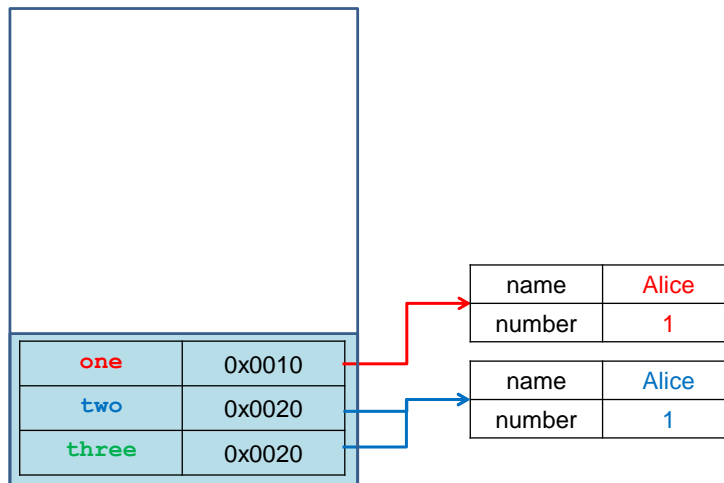 name Alice
number 1
one 0x0010
name Alice
two 0x0020
number 1
three 0x0020